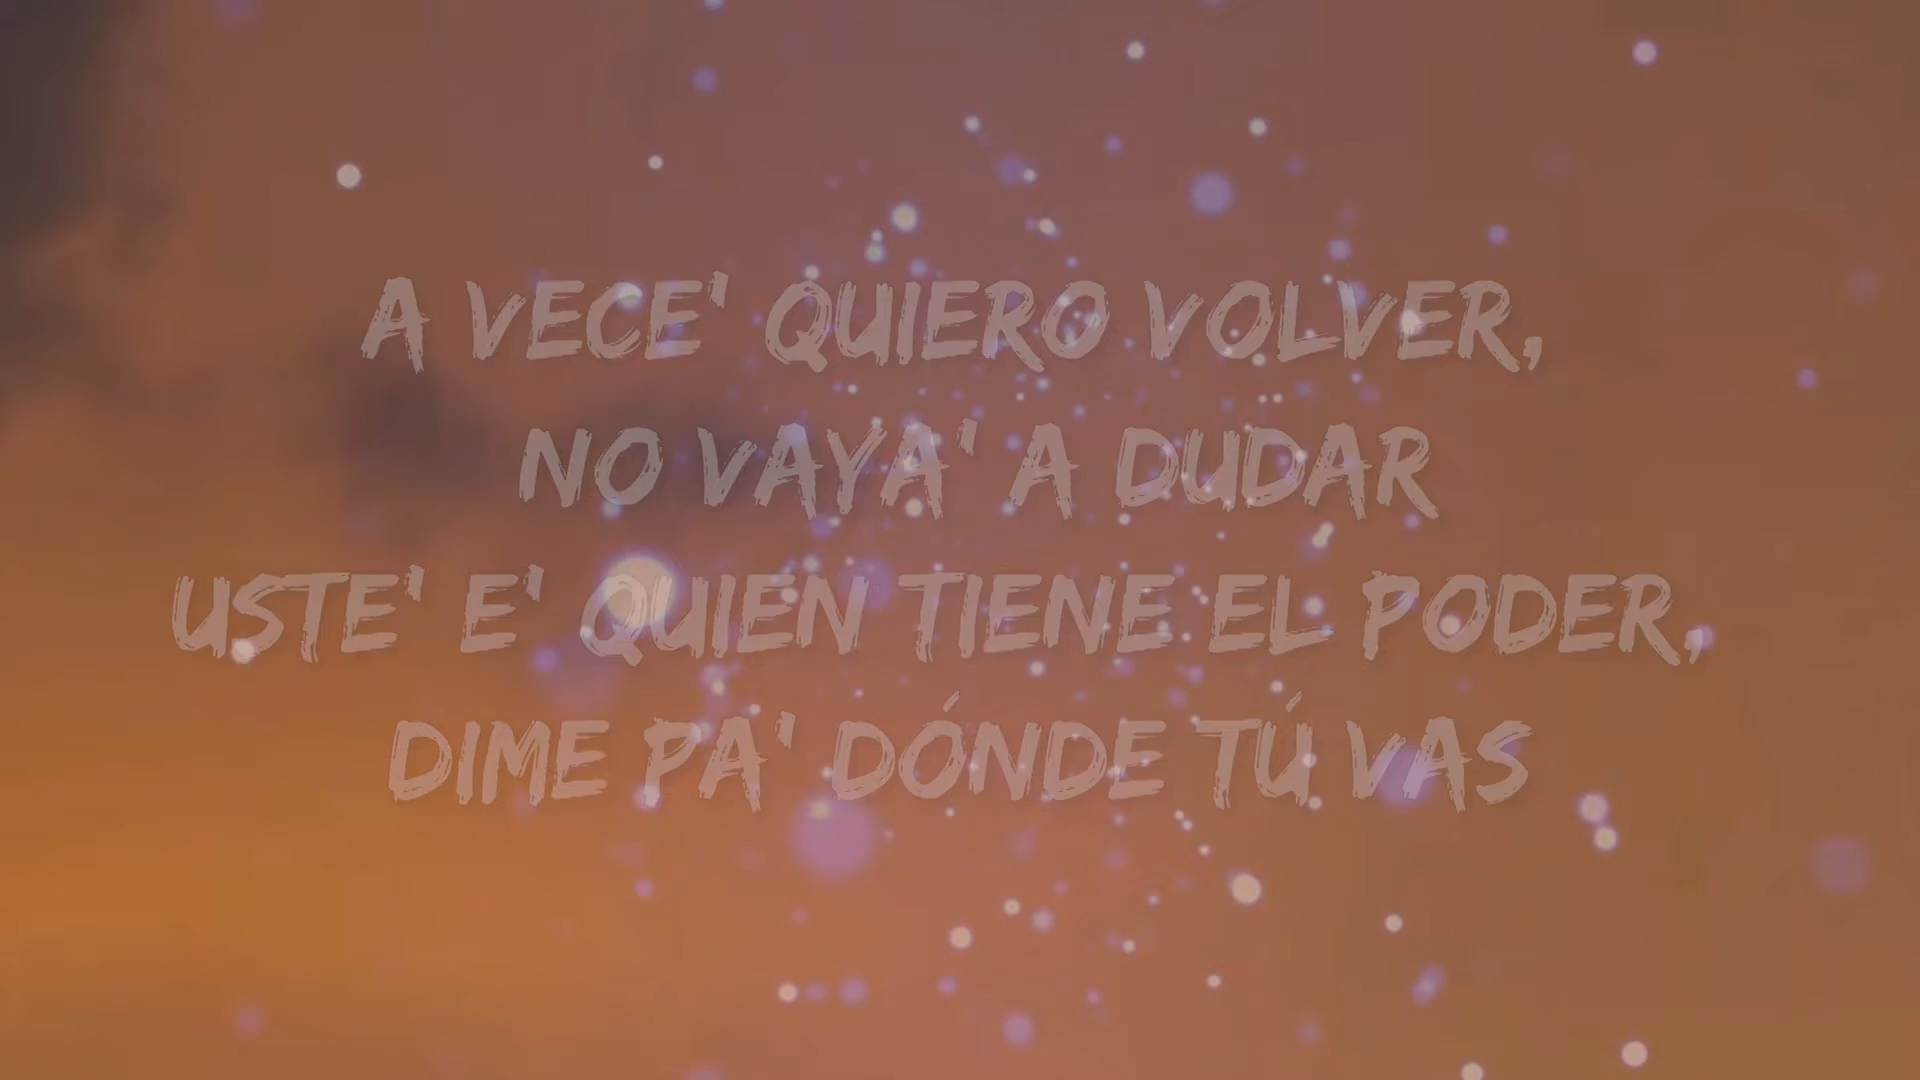 A VECE' QUIERO VOLVER,
NO VAYA' A DUDAR
USTE' E' QUIEN TIENE EL PODER,
DIME PA' DÓNDE TÚ VAS